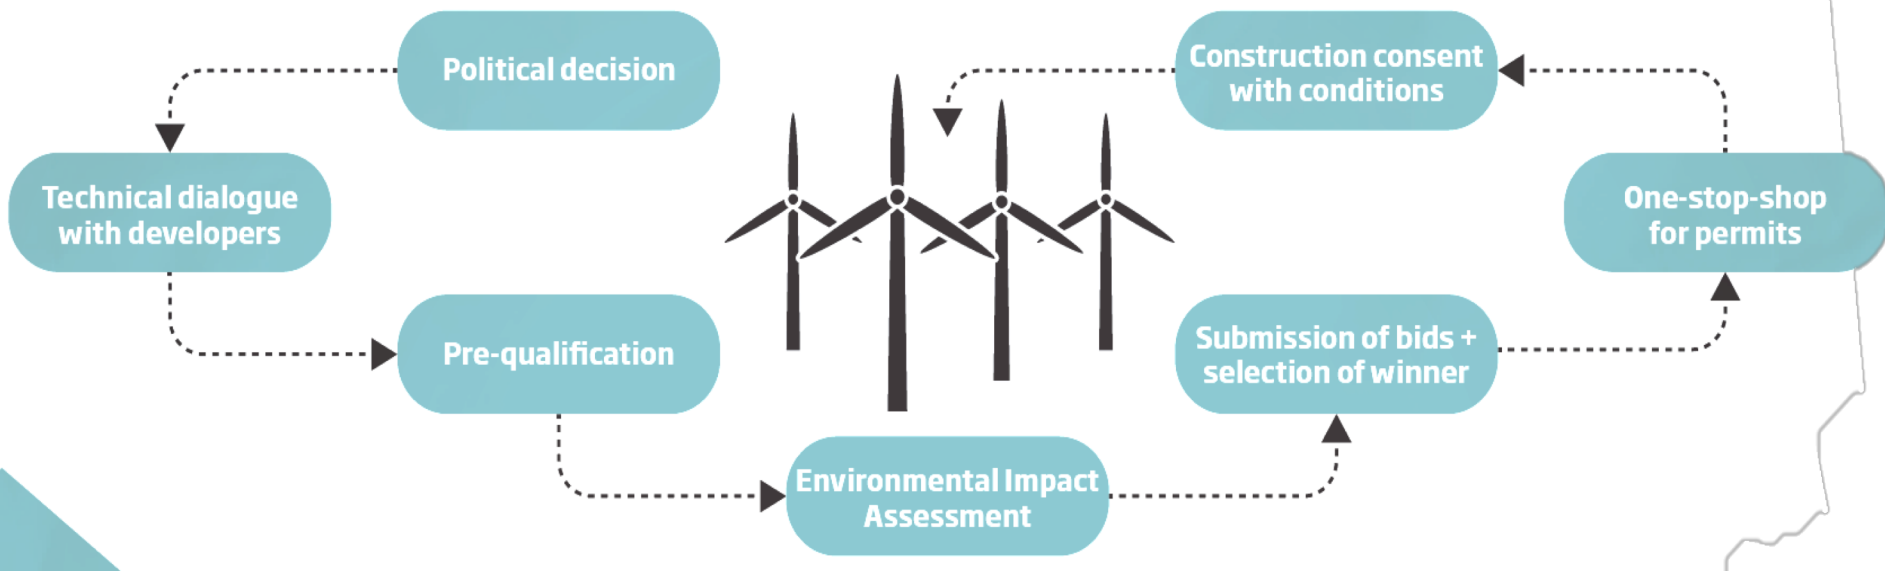 Political decision
Technical dialogue
with developers
Pre-qualification
Environmental Impact
Assessment
Submission of bids +
selection of winner
One-stop-shop
for permits
Construction consent
with conditions